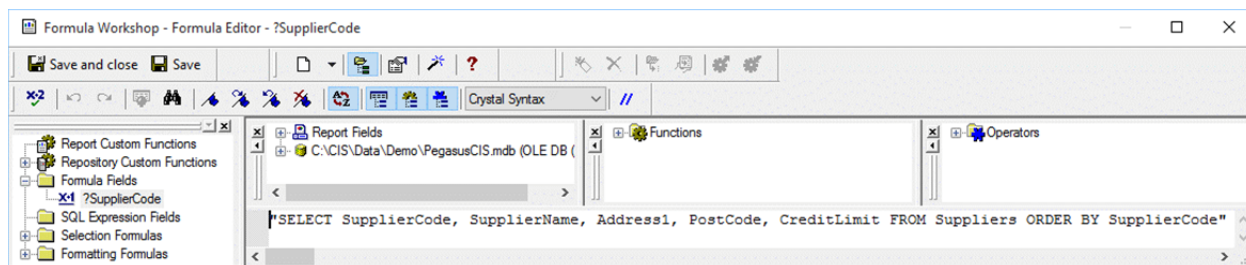 Formula Workshop - Formula Editor - ?SupplierCode
Save and close Save
X+2 Crystal Syntax //
Report Custom Functions
Repository Custom Functions
Formula Fields
X+1 ?SupplierCode
SQL Expression Fields
Selection Formulas
Formatting Formulas
Report Fields
C:\CIS\Data\Demo\PegasusCIS.mdb (OLE DB (
Functions
Operators
"SELECT SupplierCode, SupplierName, Address1, PostCode, CreditLimit FROM Suppliers ORDER BY SupplierCode"